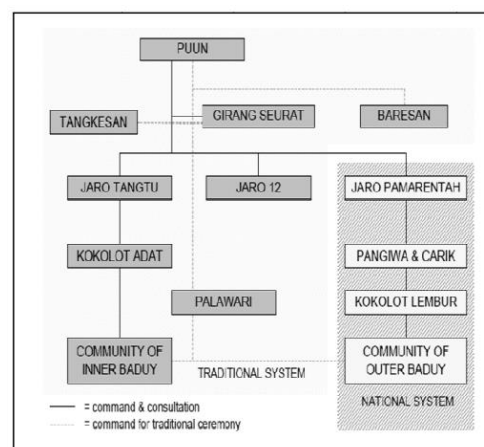 PUUN
TANGKESAN
GIRANG SEURAT
BARESAN
JARO TANGTU
JARO 12
JARO PAMARENTAH
KOKOLOT ADAT
PANGIWA & CARIK
PALAWARI
KOKOLOT LEMBUR
COMMUNITY OF
INNER BADUY
TRADITIONAL SYSTEM
COMMUNITY OF
OUTER BADUY
NATIONAL SYSTEM
= command & consultation
= command for traditional ceremony